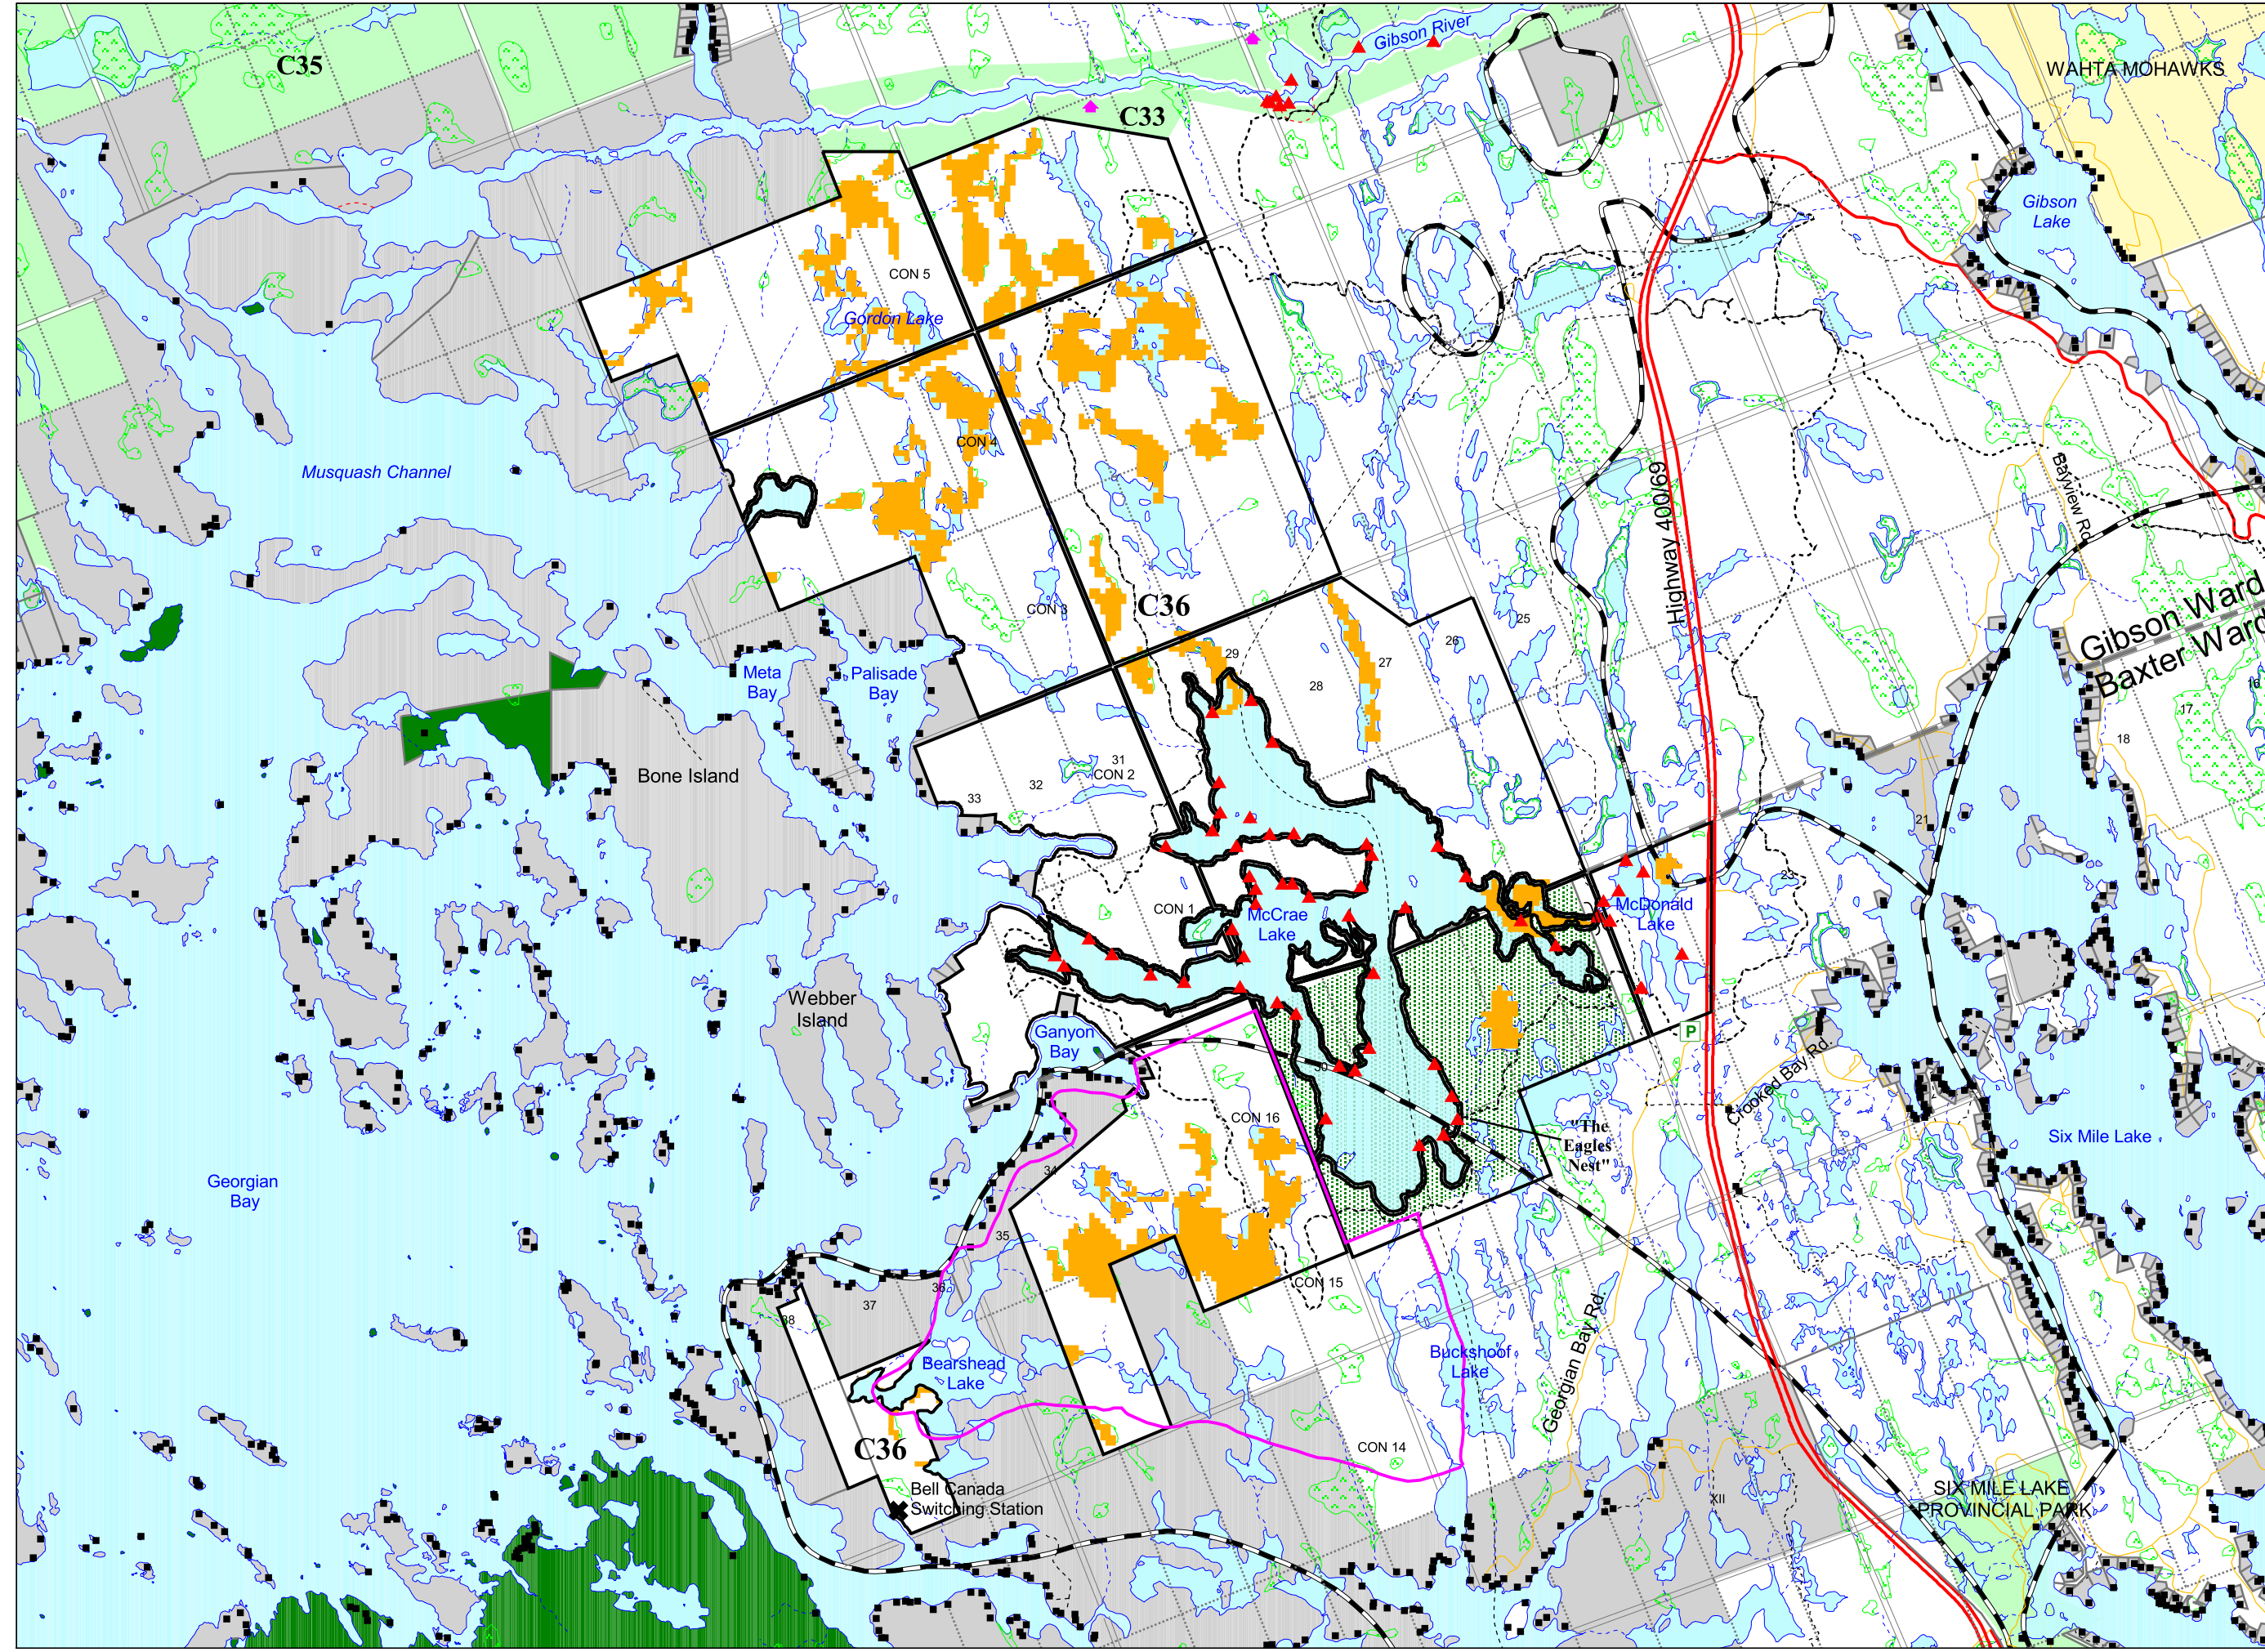 C35
Gibson River
WAHTA MOHAWKS
C33
Gibson
Lake
CON 5
Gordon Lake
CON 4
Musquash Channel
Highway 400/69
Bayview Rd
CON 3
C36
Gibson Ward
Baxter Ward
25
26
27
28
29
16
17
18
Meta
Bay
Palisade
Bay
Bone Island
31
CON 2
32
33
21
23
CON 1
McCrae
Lake
McDonald
Lake
Webber
Island
Ganyon
Bay
P
Crooked Bay Rd.
30
CON 16
"The
Eagles
Nest"
Six Mile Lake
34
Georgian
Bay
35
36
37
38
CON 15
Georgian Bay Rd.
Bearshead
Lake
Buckshoof
Lake
CON 14
C36
Bell Canada
Switching Station
XII
SIX MILE LAKE
PROVINCIAL PARK